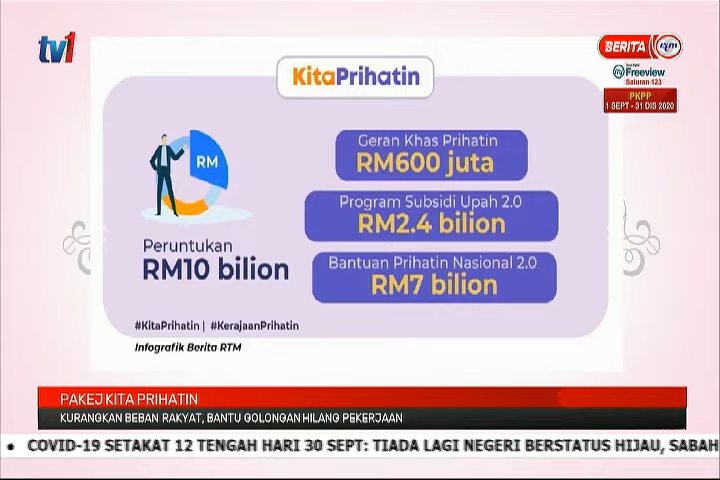 tv1
BERITA rtm
myFreeview
Saluran 123
PKPP
1 SEPT - 31 DIS 2020
KitaPrihatin
RM
Peruntukan
RM10 bilion
Geran Khas Prihatin
RM600 juta
Program Subsidi Upah 2.0
RM2.4 bilion
Bantuan Prihatin Nasional 2.0
RM7 bilion
#KitaPrihatin | #KerajaanPrihatin
Infografik Berita RTM
PAKEJ KITA PRIHATIN
KURANGKAN BEBAN RAKYAT, BANTU GOLONGAN HILANG PEKERJAAN
• COVID-19 SETAKAT 12 TENGAH HARI 30 SEPT: TIADA LAGI NEGERI BERSTATUS HIJAU, SABAH